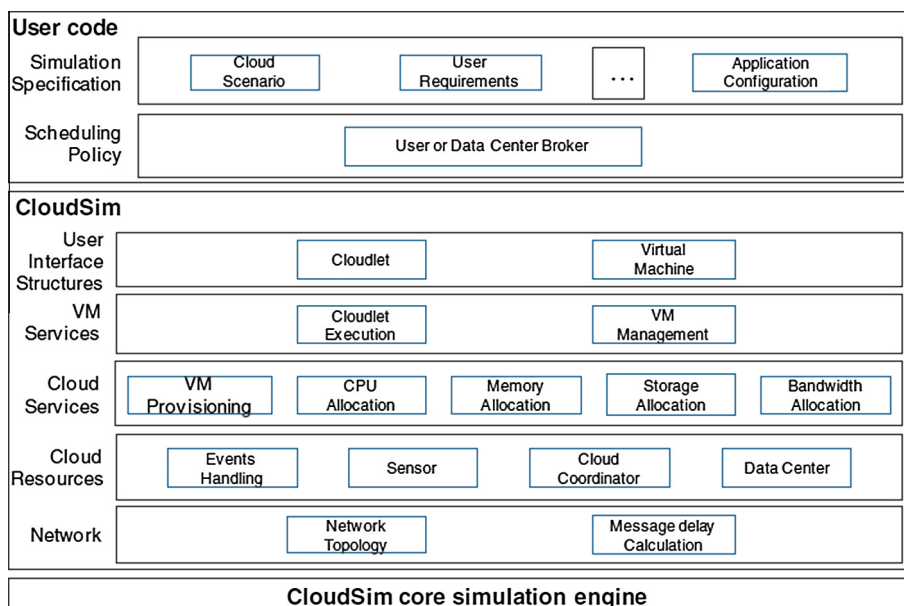 User code
Simulation
Specification
Cloud
Scenario
User
Requirements
...
Application
Configuration
Scheduling
Policy
User or Data Center Broker
CloudSim
User
Interface
Structures
Cloudlet
Virtual
Machine
VM
Services
Cloudlet
Execution
VM
Management
Cloud
Services
VM
Provisioning
CPU
Allocation
Memory
Allocation
Storage
Allocation
Bandwidth
Allocation
Cloud
Resources
Events
Handling
Sensor
Cloud
Coordinator
Data Center
Network
Network
Topology
Message delay
Calculation
CloudSim core simulation engine